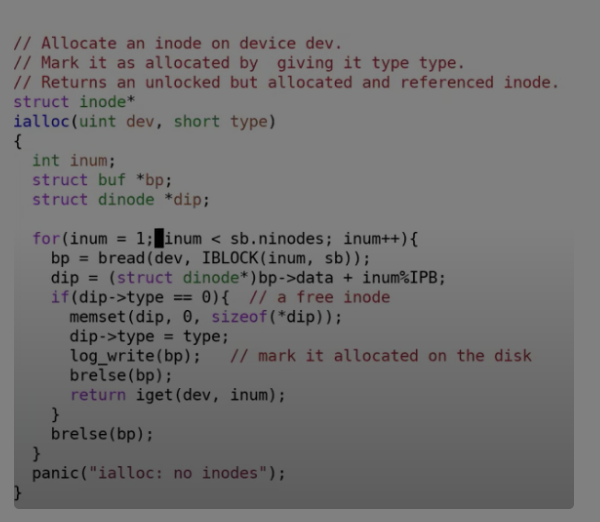 // Allocate an inode on device dev.
// Mark it as allocated by  giving it type type.
// Returns an unlocked but allocated and referenced inode.
struct inode*
ialloc(uint dev, short type)
{
  int inum;
  struct buf *bp;
  struct dinode *dip;

  for(inum = 1; inum < sb.ninodes; inum++){
    bp = bread(dev, IBLOCK(inum, sb));
    dip = (struct dinode*)bp->data + inum%IPB;
    if(dip->type == 0){  // a free inode
      memset(dip, 0, sizeof(*dip));
      dip->type = type;
      log_write(bp);   // mark it allocated on the disk
      brelse(bp);
      return iget(dev, inum);
    }
    brelse(bp);
  }
  panic("ialloc: no inodes");
}